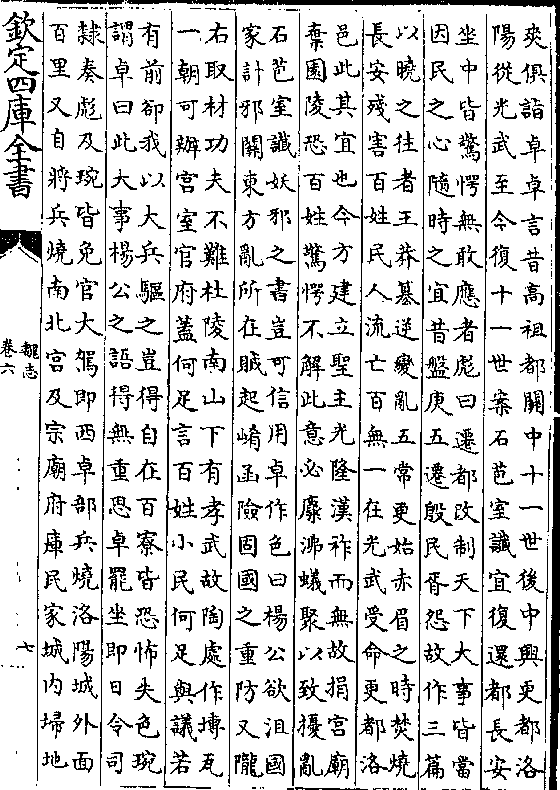 爽俱詣卓卓言昔高祖都關中十一世後中興更都洛
陽從光武至今復十一世案石芭室讖宜復還都長安
坐中皆驚愕無敢應者彪曰遷都改制天下大事皆當
因民之心隨時之宜昔盤庚五遷殷民胥怨故作三篇
以曉之往者王莽簒逆變亂五常更始赤眉之時焚燒
長安殘害百姓民人流亡百無一在光武受命更都洛
邑此其宜也今方建立聖主光隆漢祚而無故捐宮廟
棄園陵恐百姓驚愕不解此意必麋沸蟻聚以致擾亂
石芭室讖妖邪之書豈可信用卓作色曰楊公欲沮國
家計邪關東方亂所在賊起崤函險固國之重防又隴
右取材功夫不難杜陵南山下有孝武故陶處作塼瓦
一朝可辦宮室官府蓋何足言百姓小民何足與議若
有前卻我以大兵驅之豈得自在百寮皆恐怖失色琬
謂卓曰此大事楊公之語得無重思卓罷坐即日令司
隸奏彪及琬皆免官大駕即西卓部兵燒洛陽城外面
百里又自將兵燒南北宮及宗廟府庫民家城內埽地
欽定四庫全書
魏志
卷六
七